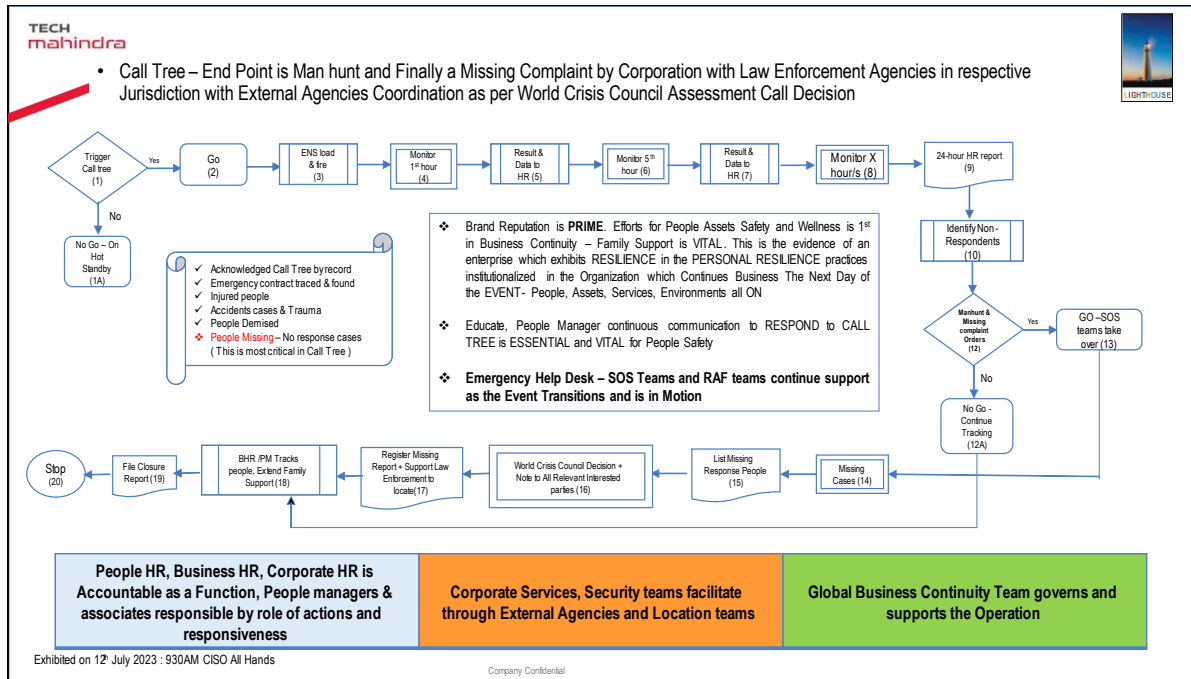 TECH
mahindra
LIGHTHOUSE
• Call Tree – End Point is Man hunt and Finally a Missing Complaint by Corporation with Law Enforcement Agencies in respective
Jurisdiction with External Agencies Coordination as per World Crisis Council Assessment Call Decision
Trigger
Call tree
(1)
Yes
Go
(2)
ENS load
& fire
(3)
Monitor
1st hour
(4)
Result &
Data to
HR (5)
Monitor 5th
hour (6)
Result &
Data to
HR (7)
Monitor X
hour/s (8)
24-hour HR report
(9)
No
No Go – On
Hot
Standby
(1A)
✓ Acknowledged Call Tree by record
✓ Emergency contract traced & found
✓ Injured people
✓ Accidents cases & Trauma
✓ People Demised
❖ People Missing – No response cases
( This is most critical in Call Tree )
❖ Brand Reputation is PRIME. Efforts for People Assets Safety and Wellness is 1st
in Business Continuity – Family Support is VITAL. This is the evidence of an
enterprise which exhibits RESILIENCE in the PERSONAL RESILIENCE practices
institutionalized in the Organization which Continues Business The Next Day of
the EVENT- People, Assets, Services, Environments all ON
❖ Educate, People Manager continuous communication to RESPOND to CALL
TREE is ESSENTIAL and VITAL for People Safety
❖ Emergency Help Desk – SOS Teams and RAF teams continue support
as the Event Transitions and is in Motion
Identify Non -
Respondents
(10)
Manhunt &
Missing
complaint
Orders
(12)
Yes
GO –SOS
teams take
over (13)
No
No Go -
Continue
Tracking
(12A)
Stop
(20)
File Closure
Report (19)
BHR /PM Tracks
people, Extend Family
Support (18)
Register Missing
Report + Support Law
Enforcement to
locate(17)
World Crisis Council Decision +
Note to All Relevant Interested
parties (16)
List Missing
Response People
(15)
Missing
Cases (14)
People HR, Business HR, Corporate HR is
Accountable as a Function, People managers &
associates responsible by role of actions and
responsiveness
Corporate Services, Security teams facilitate
through External Agencies and Location teams
Global Business Continuity Team governs and
supports the Operation
Exhibited on 12th July 2023 : 930AM CISO All Hands
Company Confidential